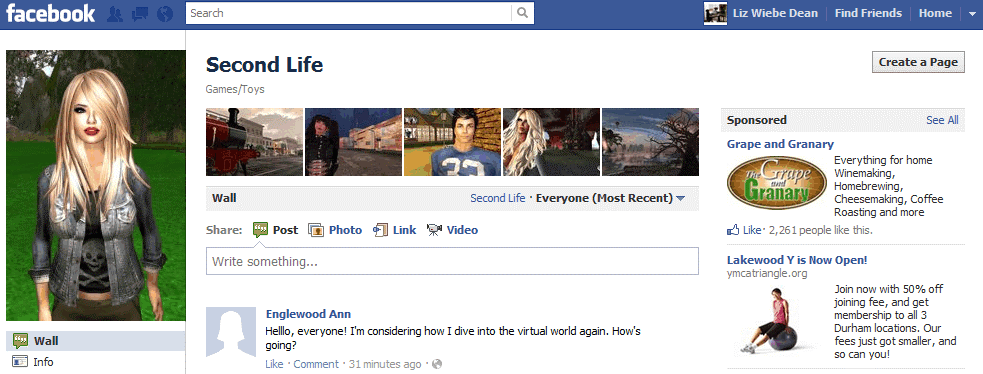 facebook
Search
Liz Wiebe Dean
Find Friends
Home
Second Life
Create a Page
Games/Toys
33
Wall
Second Life · Everyone (Most Recent)
Share:
Post
Photo
Link
Video
Write something...
Englewood Ann
Helllo, everyone! I'm considering how I dive into the virtual world again. How's
going?
Like · Comment · 31 minutes ago ·
Wall
Info
Sponsored
See All
Grape and Granary
The Grape
and
Granary
Everything for home
Winemaking,
Homebrewing,
Cheesemaking, Coffee
Roasting and more
Like · 2,261 people like this.
Lakewood Y is Now Open!
ymcatriangle.org
Join now with 50% off
joining fee, and get
membership to all 3
Durham locations. Our
fees just got smaller, and
so can you!